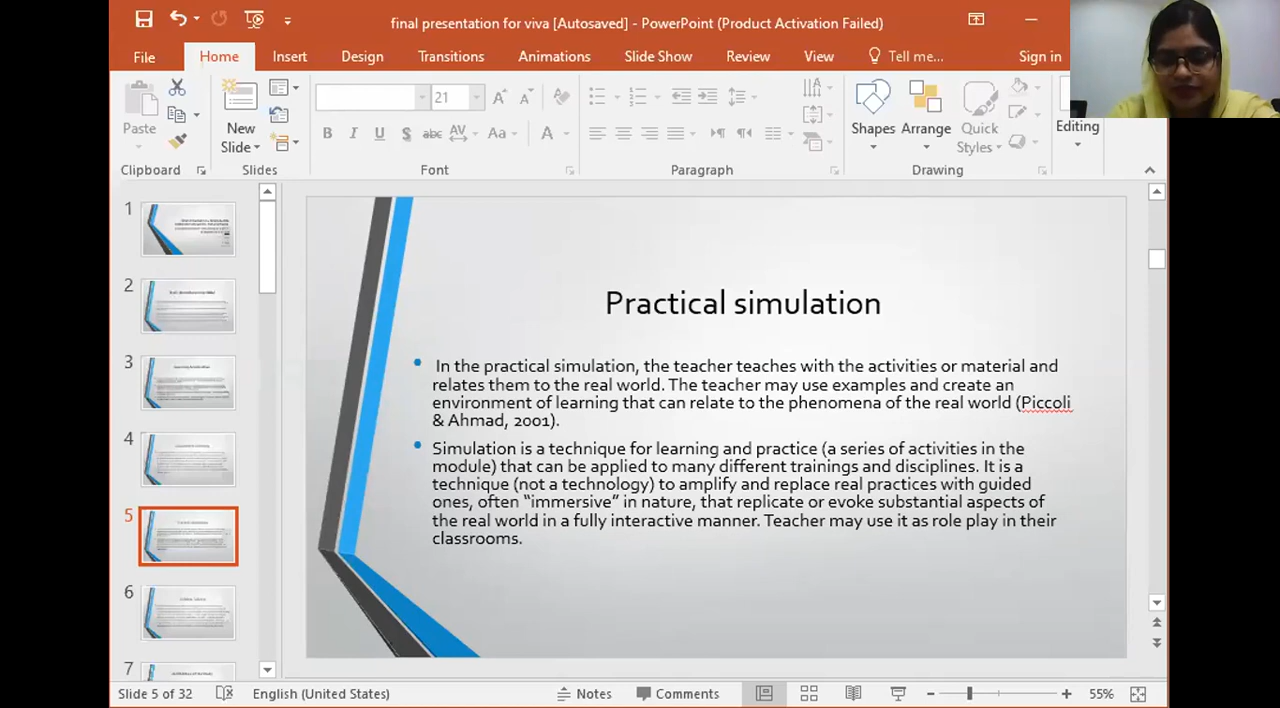 final presentation for viva [Autosaved] - PowerPoint (Product Activation Failed)
File Home Insert Design Transitions Animations Slide Show Review View Tell me... Sign in
21
Paste
New Slide
Shapes Arrange Quick Styles
Editing
B I U S abc AV Aa A
Clipboard Slides Font Paragraph Drawing
1
2
3
4
5
6
7
Practical simulation
In the practical simulation, the teacher teaches with the activities or material and
relates them to the real world. The teacher may use examples and create an
environment of learning that can relate to the phenomena of the real world (Piccoli
& Ahmad, 2001).
Simulation is a technique for learning and practice (a series of activities in the
module) that can be applied to many different trainings and disciplines. It is a
technique (not a technology) to amplify and replace real practices with guided
ones, often “immersive” in nature, that replicate or evoke substantial aspects of
the real world in a fully interactive manner. Teacher may use it as role play in their
classrooms.
Slide 5 of 32 English (United States) Notes Comments 55%